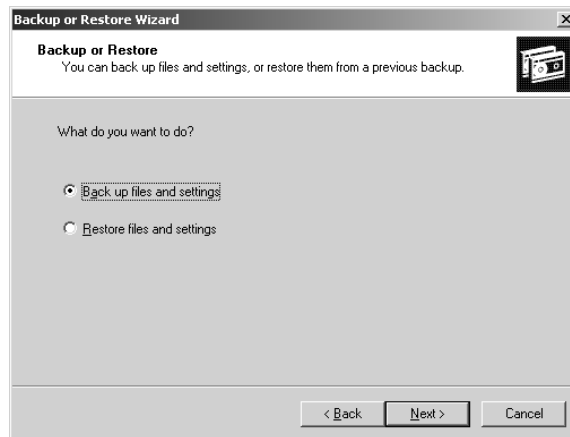 Backup or Restore Wizard
Backup or Restore
You can back up files and settings, or restore them from a previous backup.
What do you want to do?
Back up files and settings
Restore files and settings
< Back Next > Cancel